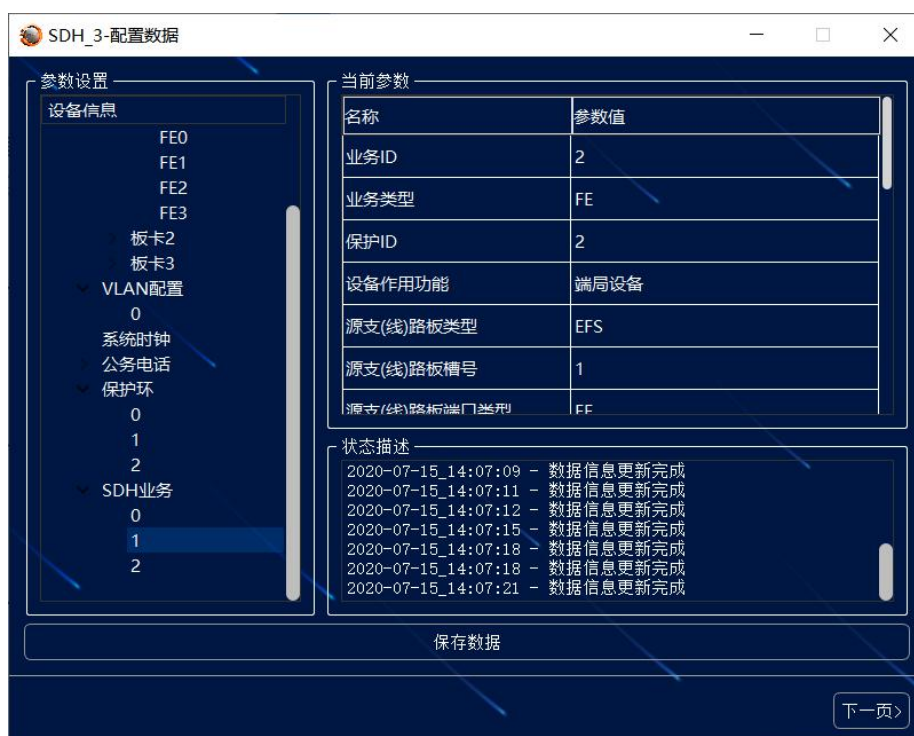 SDH_3-配置数据
参数设置
设备信息
FE0
FE1
FE2
FE3
板卡2
板卡3
VLAN配置
0
系统时钟
公务电话
保护环
0
1
2
SDH业务
0
1
2
当前参数
名称 参数值
业务ID 2
业务类型 FE
保护ID 2
设备作用功能 端局设备
源支(线)路板类型 EFS
源支(线)路板槽号 1
源支(线)路板端口类型 FE
状态描述
2020-07-15_14:07:09 - 数据信息更新完成
2020-07-15_14:07:11 - 数据信息更新完成
2020-07-15_14:07:12 - 数据信息更新完成
2020-07-15_14:07:15 - 数据信息更新完成
2020-07-15_14:07:18 - 数据信息更新完成
2020-07-15_14:07:18 - 数据信息更新完成
2020-07-15_14:07:21 - 数据信息更新完成
保存数据
下一页>